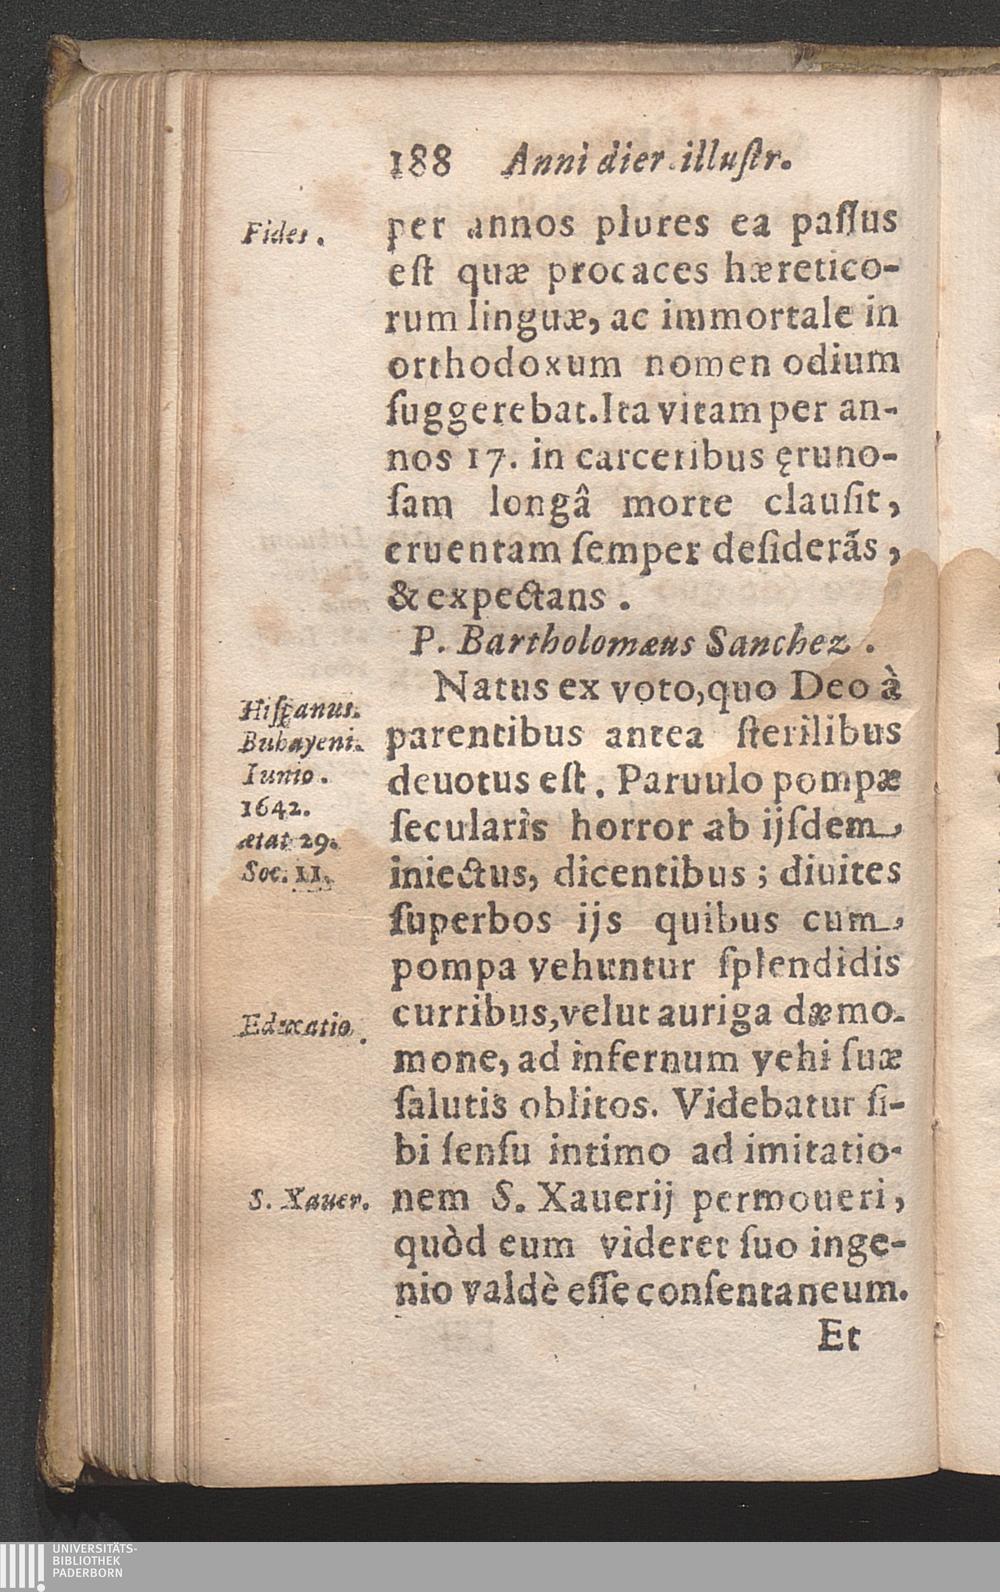 188 Anni dier. illuſtr.
Fides.
per annos plures ea paſſus
eſt quæ procaces hæretico-
rum linguæ, ac immortale in
orthodoxum nomen odium
ſuggerebat. Ita vitam per an-
nos 17. in carceribus ęruno-
ſam longâ morte clauſit,
cruentam ſemper deſiderãs,
& expectans.
P. Bartholomæus Sanchez.
Hiſpanus.
Bubayeni.
Iunio.
1642.
ætat. 29.
Soc. 11.
Natus ex voto, quo Deo à
parentibus antea ſterilibus
deuotus eſt. Paruulo pompæ
ſecularis horror ab ijſdem,
iniectus, dicentibus; diuites
ſuperbos ijs quibus cum,
pompa vehuntur ſplendidis
Educatio.
curribus, velut auriga dæmo-
mone, ad infernum vehi ſuæ
ſalutis oblitos. Videbatur ſi-
bi ſenſu intimo ad imitatio-
S. Xauer.
nem S. Xauerij permoueri,
quòd eum videret ſuo inge-
nio valdè eſſe conſentaneum.
Et
UNIVERSITÄTS-
BIBLIOTHEK
PADERBORN